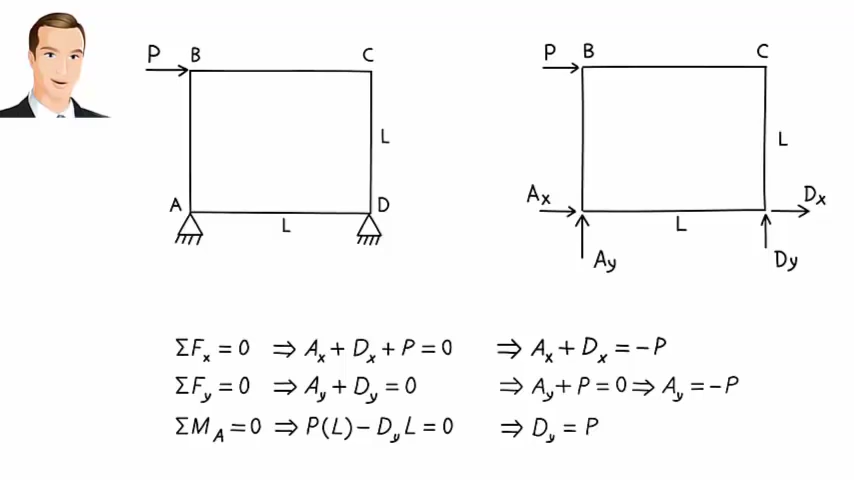 P B C
L
A D
L
P B C
L
Ax Dx
L
Ay Dy
ΣFx = 0 ⇒ Ax + Dx + P = 0 ⇒ Ax + Dx = −P
ΣFy = 0 ⇒ Ay + Dy = 0 ⇒ Ay + P = 0 ⇒ Ay = −P
ΣMA = 0 ⇒ P(L) − DyL = 0 ⇒ Dy = P